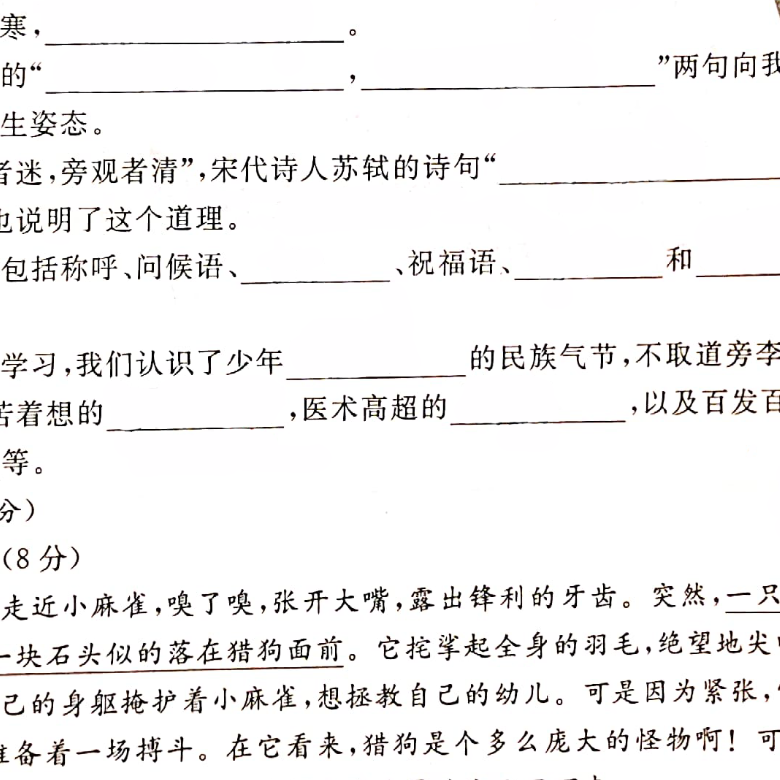 寒，____________。
的“____________，____________”两句向我
生姿态。
者迷，旁观者清”，宋代诗人苏轼的诗句“____________
也说明了这个道理。
包括称呼、问候语、______、祝福语、______和____
学习，我们认识了少年________的民族气节，不取道旁李
苦着想的________，医术高超的________，以及百发百
等。
分）
（8分）
走近小麻雀，嗅了嗅，张开大嘴，露出锋利的牙齿。突然，一只
一块石头似的落在猎狗面前。它挓挲起全身的羽毛，绝望地尖
己的身躯掩护着小麻雀，想拯救自己的幼儿。可是因为紧张，
准备着一场搏斗。在它看来，猎狗是个多么庞大的怪物啊！可